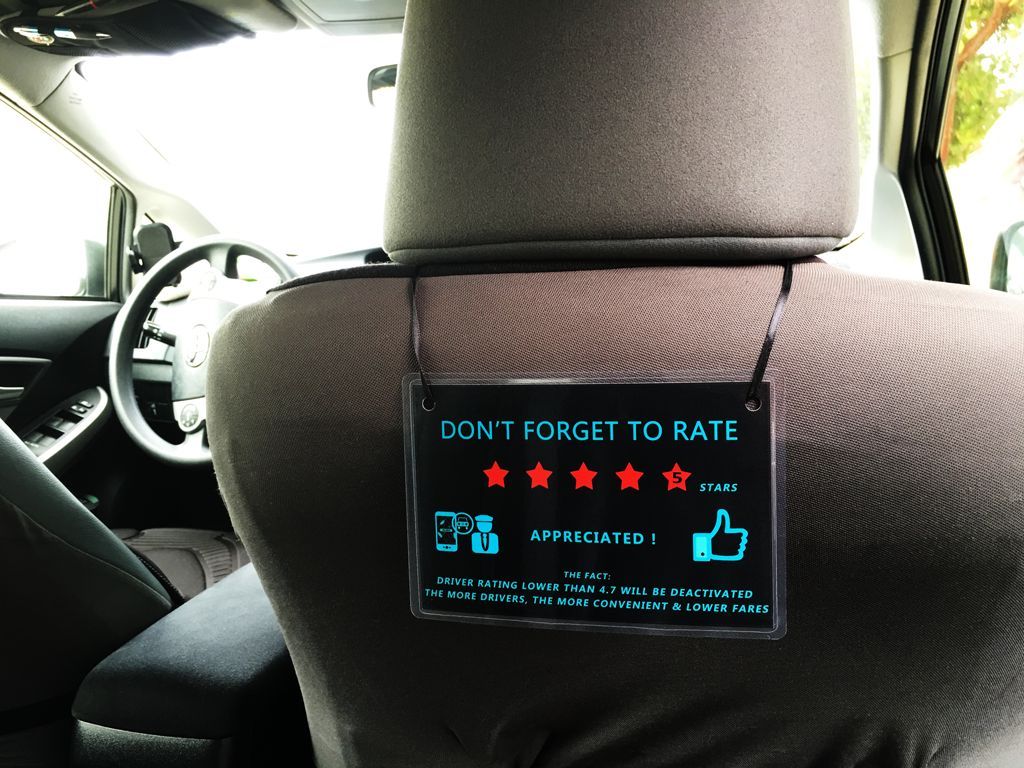 DON'T FORGET TO RATE
5 STARS
APPRECIATED !
THE FACT:
DRIVER RATING LOWER THAN 4.7 WILL BE DEACTIVATED
THE MORE DRIVERS, THE MORE CONVENIENT & LOWER FARES